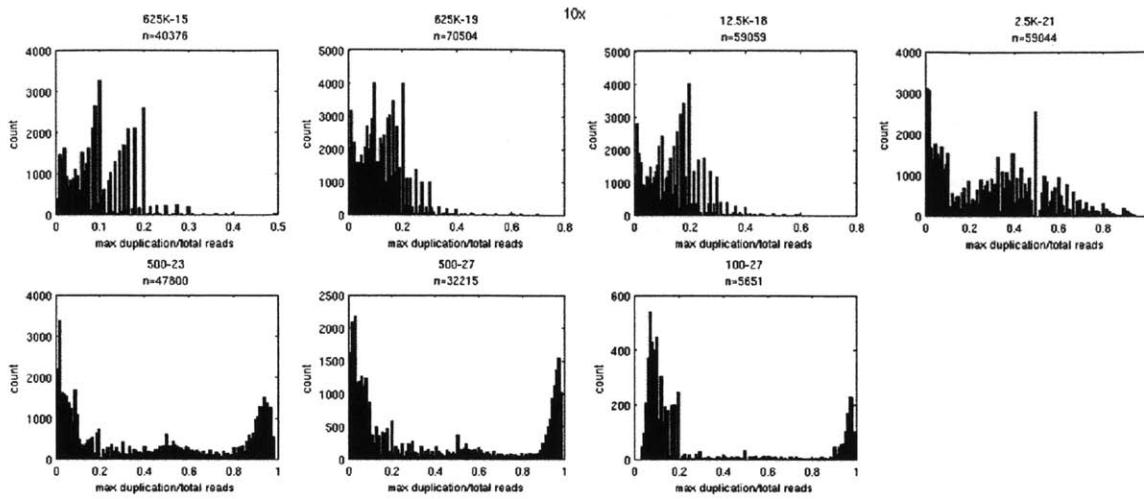 10x
625K-15
n=40376
4000
3000
2000
1000
0
count
0 0.1 0.2 0.3 0.4 0.5
max duplication/total reads
625K-19
n=70504
5000
4000
3000
2000
1000
0
count
0 0.2 0.4 0.6 0.8
max duplication/total reads
12.5K-18
n=59059
5000
4000
3000
2000
1000
0
count
0 0.2 0.4 0.6 0.8
max duplication/total reads
2.5K-21
n=59044
4000
3000
2000
1000
0
count
0 0.2 0.4 0.6 0.8
max duplication/total reads
500-23
n=47800
4000
3000
2000
1000
0
count
0 0.2 0.4 0.6 0.8 1
max duplication/total reads
500-27
n=32215
2500
2000
1500
1000
500
0
count
0 0.2 0.4 0.6 0.8 1
max duplication/total reads
100-27
n=5651
600
400
200
0
count
0 0.2 0.4 0.6 0.8 1
max duplication/total reads